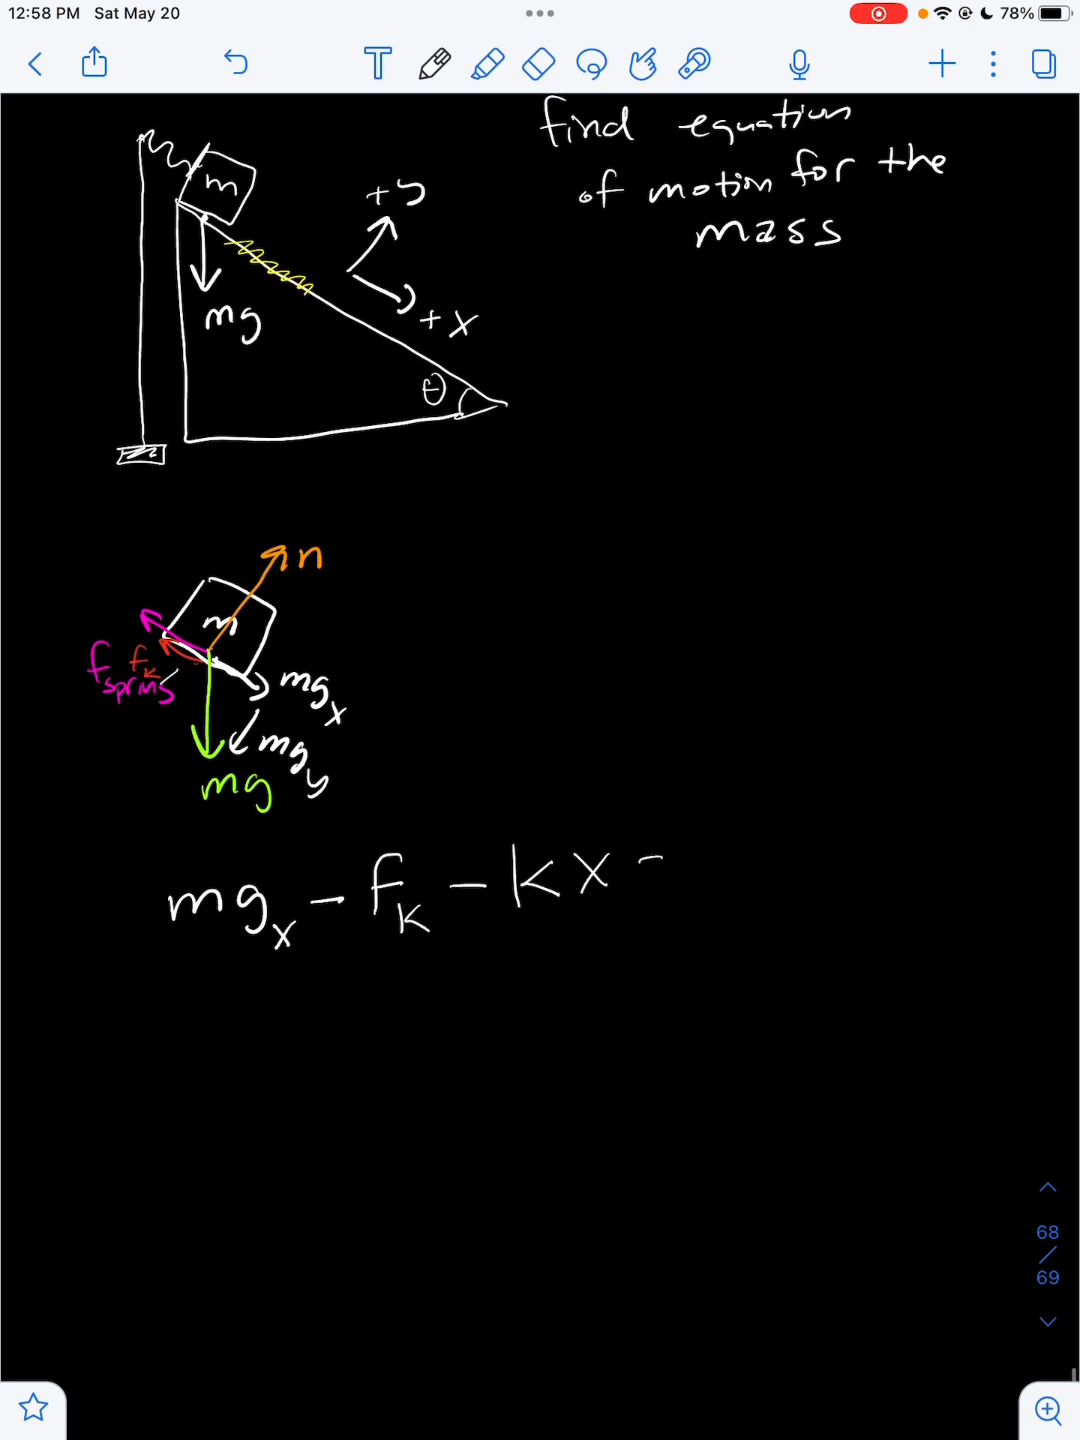 12:58 PM Sat May 20
78%
T
find equation
of motion for the
mass
m
+y
+x
mg
θ
n
m
f spring
fk
mgx
mgy
mg
mgx - fk - kx -
68
/
69